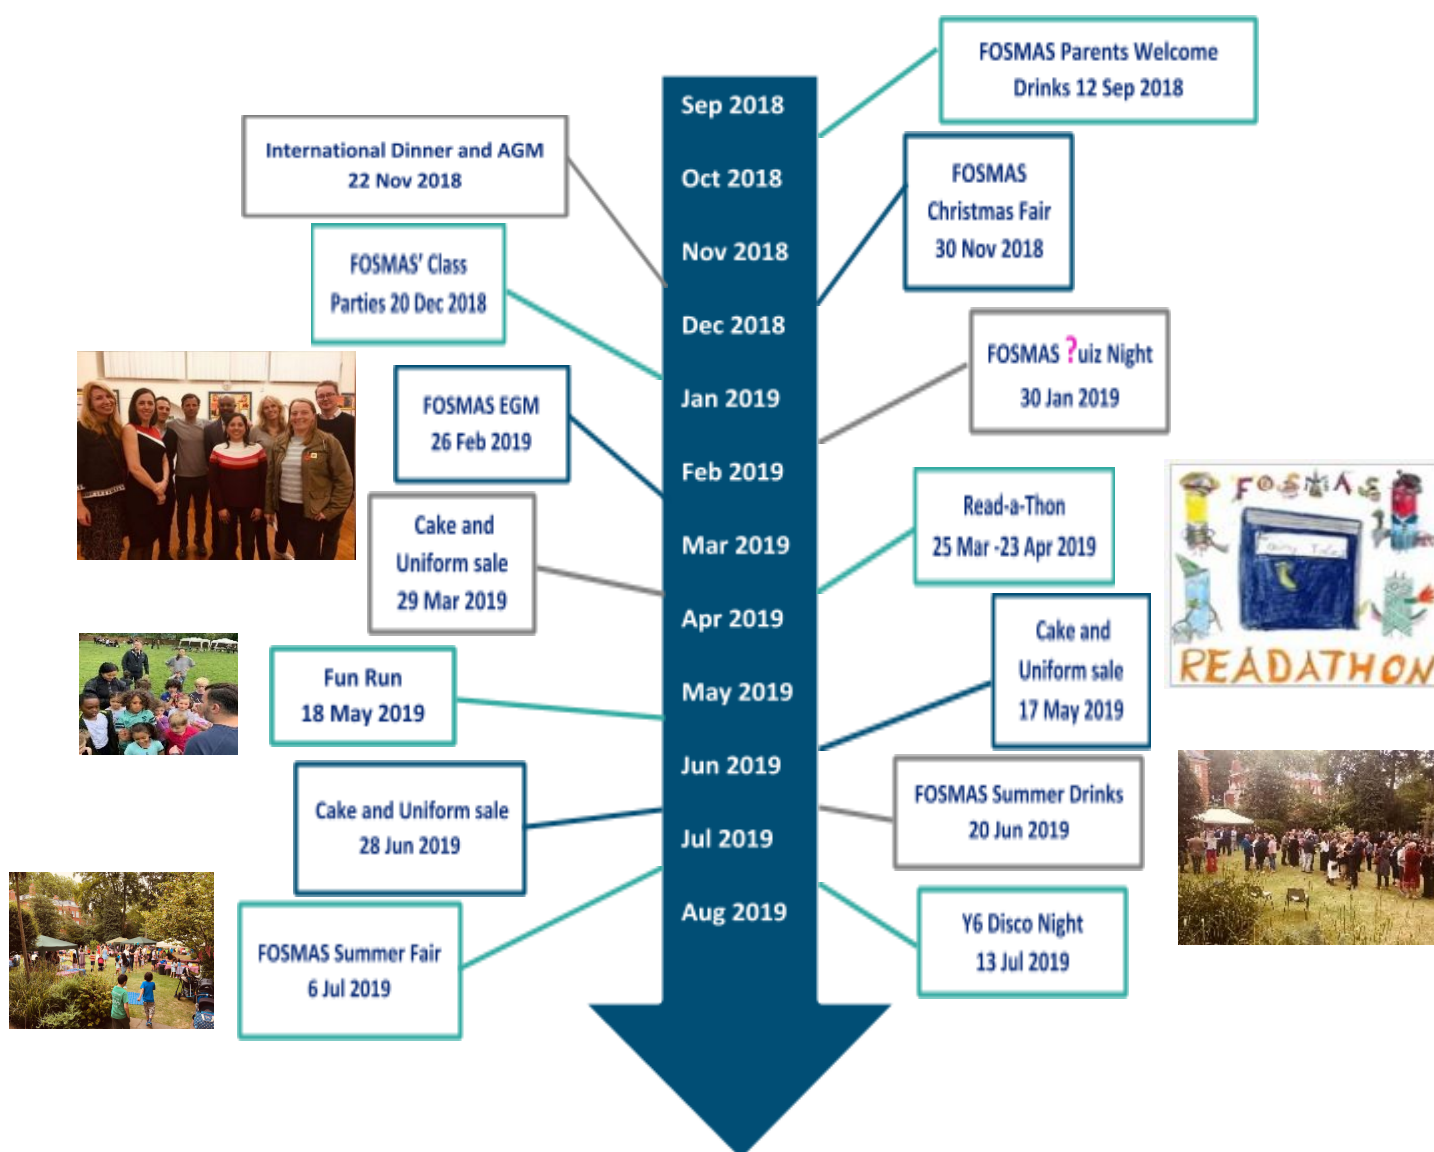 FOSMAS Parents Welcome
Drinks 12 Sep 2018
Sep 2018
International Dinner and AGM
22 Nov 2018
Oct 2018
FOSMAS
Christmas Fair
30 Nov 2018
Nov 2018
FOSMAS' Class
Parties 20 Dec 2018
Dec 2018
FOSMAS ?uiz Night
30 Jan 2019
Jan 2019
FOSMAS EGM
26 Feb 2019
Feb 2019
Read-a-Thon
25 Mar -23 Apr 2019
FOSMAS
Fairy Tales
READATHON
Cake and
Uniform sale
29 Mar 2019
Mar 2019
Apr 2019
Cake and
Uniform sale
17 May 2019
Fun Run
18 May 2019
May 2019
Jun 2019
FOSMAS Summer Drinks
20 Jun 2019
Cake and Uniform sale
28 Jun 2019
Jul 2019
Aug 2019
Y6 Disco Night
13 Jul 2019
FOSMAS Summer Fair
6 Jul 2019